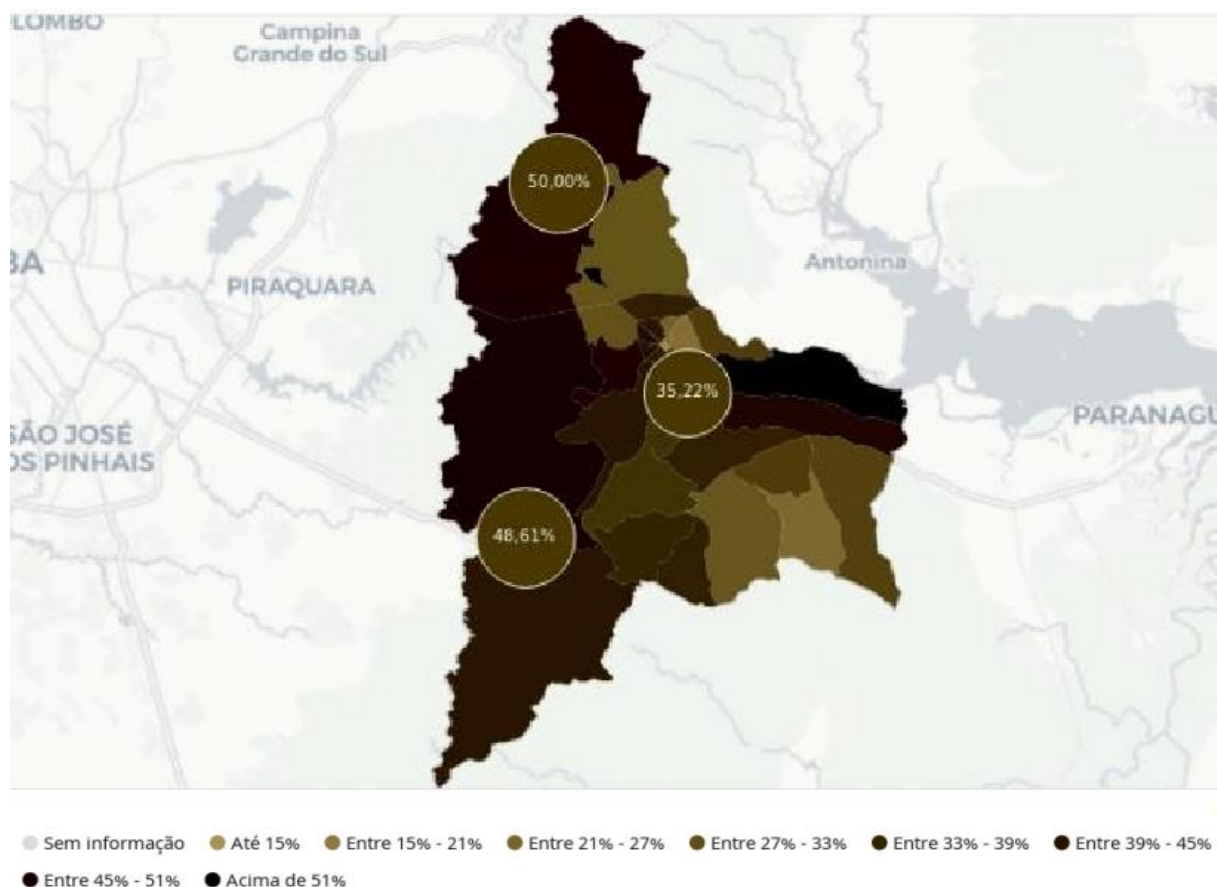 LOMBO
Campina
Grande do Sul
50,00%
Antonina
BA
PIRAQUARA
35,22%
PARANAGU
SÃO JOSÉ
OS PINHAIS
48,61%
Sem informação Até 15% Entre 15% - 21% Entre 21% - 27% Entre 27% - 33% Entre 33% - 39% Entre 39% - 45%
Entre 45% - 51% Acima de 51%